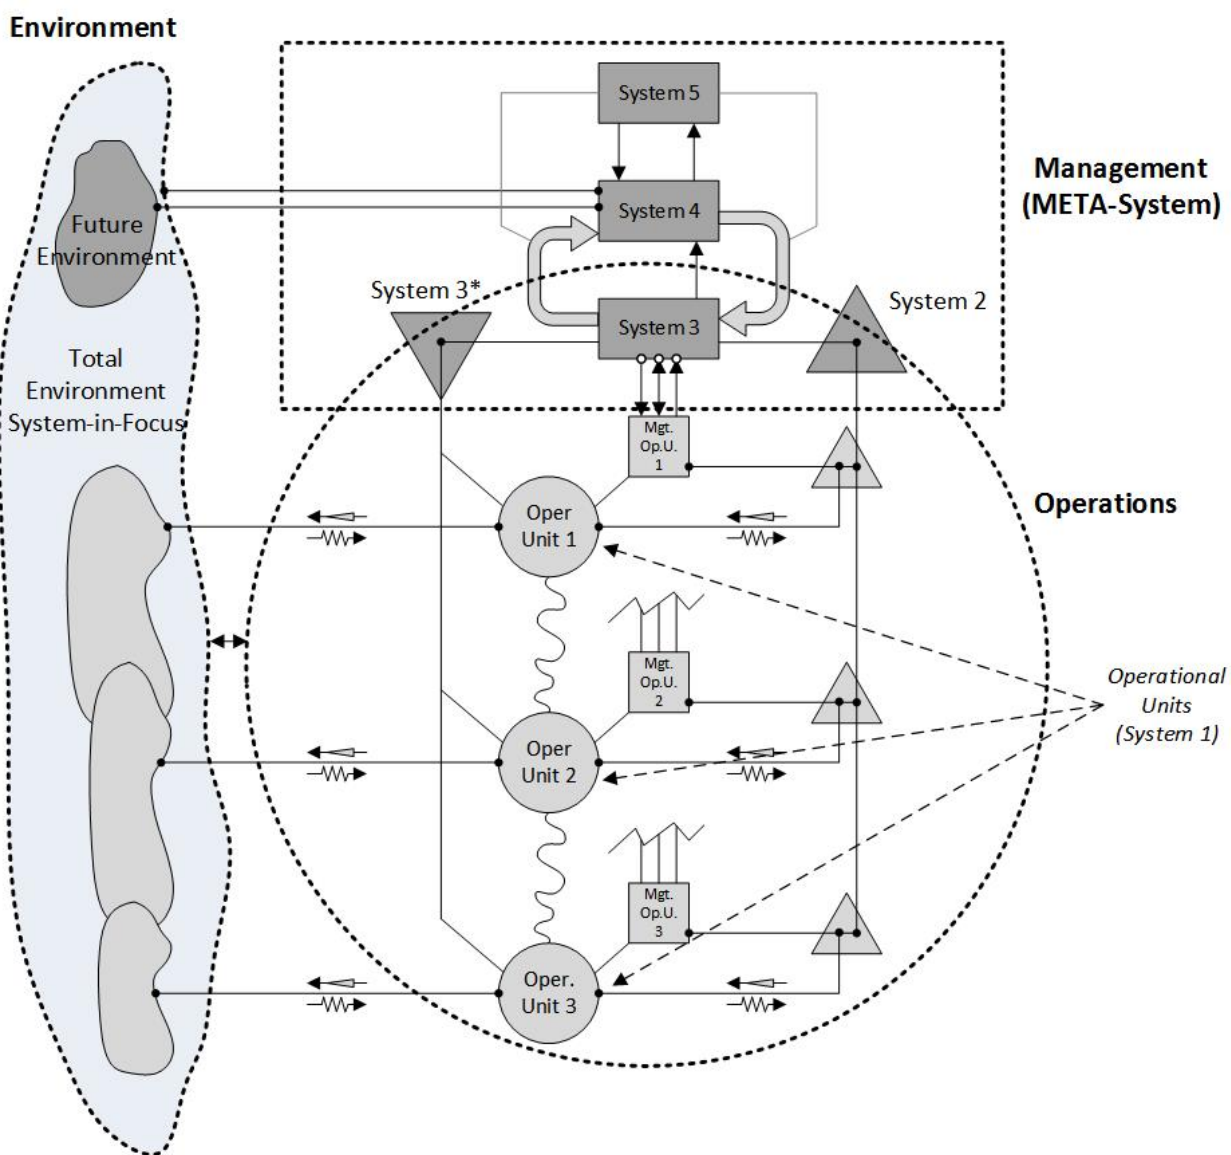 Environment
System 5
Management
(META-System)
System 4
Future
Environment
System 3*
System 3
System 2
Total
Environment
System-in-Focus
Mgt.
Op.U.
1
Operations
Oper
Unit 1
Mgt.
Op.U.
2
Operational
Units
(System 1)
Oper
Unit 2
Mgt.
Op.U.
3
Oper.
Unit 3